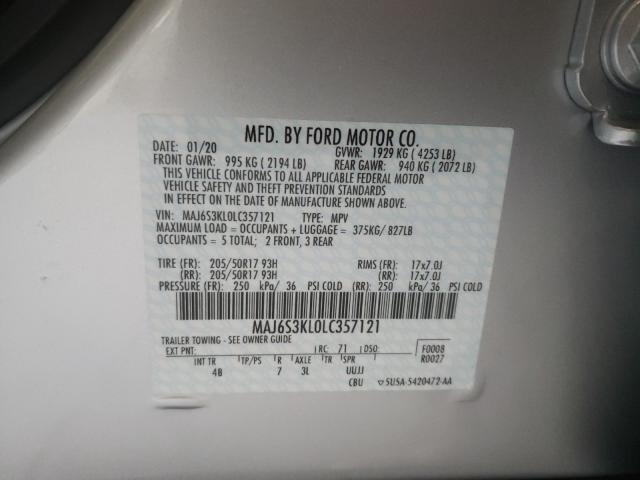 MFD. BY FORD MOTOR CO.
DATE: 01/20 GVWR: 1929 KG ( 4253 LB)
FRONT GAWR: 995 KG ( 2194 LB) REAR GAWR: 940 KG ( 2072 LB)
THIS VEHICLE CONFORMS TO ALL APPLICABLE FEDERAL MOTOR
VEHICLE SAFETY AND THEFT PREVENTION STANDARDS
IN EFFECT ON THE DATE OF MANUFACTURE SHOWN ABOVE.
VIN: MAJ6S3KL0LC357121 TYPE: MPV
MAXIMUM LOAD = OCCUPANTS + LUGGAGE = 375KG/ 827LB
OCCUPANTS = 5 TOTAL; 2 FRONT, 3 REAR
TIRE (FR): 205/50R17 93H RIMS (FR): 17x7.0J
(RR): 205/50R17 93H (RR): 17x7.0J
PRESSURE (FR): 250 kPa/ 36 PSI COLD (RR): 250 kPa/ 36 PSI COLD
MAJ6S3KL0LC357121
TRAILER TOWING - SEE OWNER GUIDE
EXT PNT: RC: 71 DSO: F0008
INT TR TP/PS R AXLE TR SPR R0027
4B 7 3L UUJJ
CBU 5U5A-5420472-AA